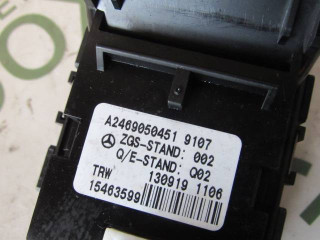 A2469050451 9107
ZGS-STAND: 002
Q/E-STAND: Q02
TRW 130919 1106
15463599